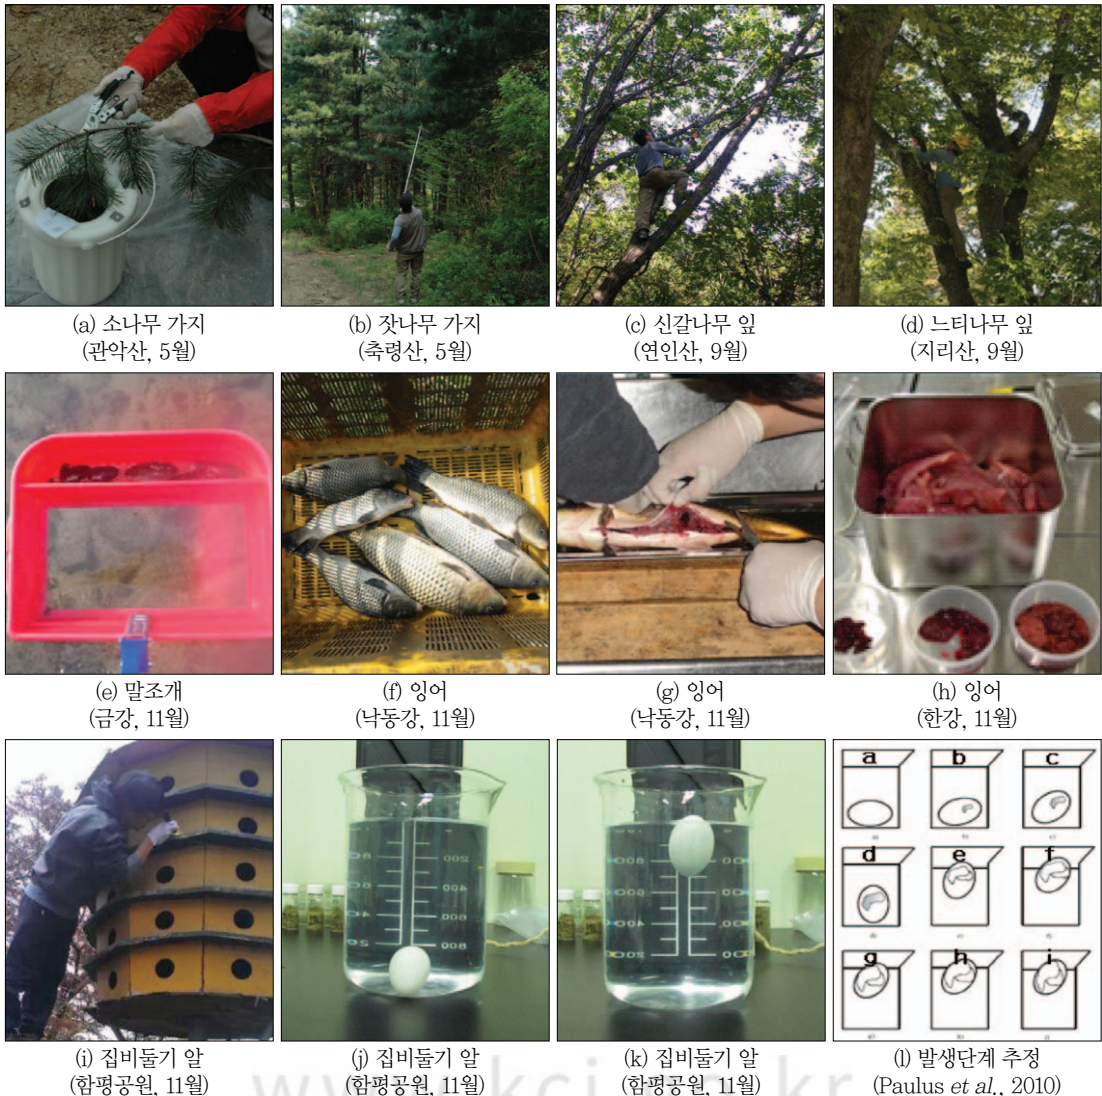 (a) 소나무 가지
(관악산, 5월)
(b) 잣나무 가지
(축령산, 5월)
(c) 신갈나무 잎
(연인산, 9월)
(d) 느티나무 잎
(지리산, 9월)
(e) 말조개
(금강, 11월)
(f) 잉어
(낙동강, 11월)
(g) 잉어
(낙동강, 11월)
(h) 잉어
(한강, 11월)
a b c
d e f
g h i
(i) 집비둘기 알
(함평공원, 11월)
(j) 집비둘기 알
(함평공원, 11월)
(k) 집비둘기 알
(함평공원, 11월)
(l) 발생단계 추정
(Paulus et al., 2010)